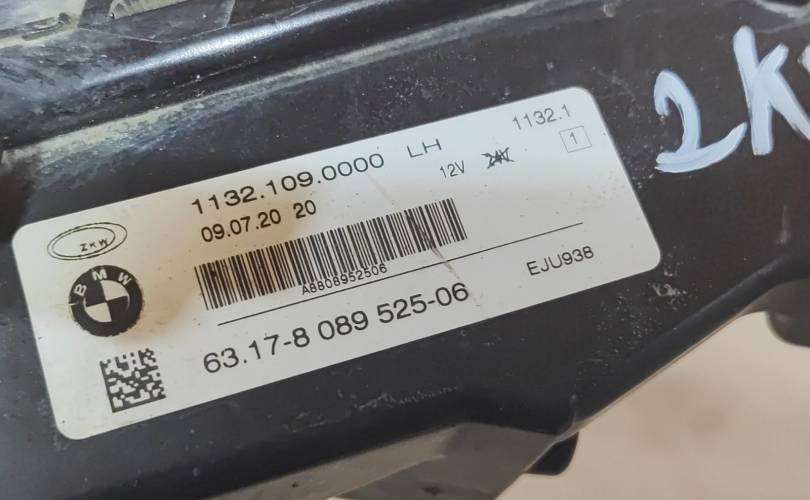 1132.109.0000 LH 1132.1
09.07.20 20 12V 1
ZKW
BMW
A8808952506
63.17-8 089 525-06 EJU938
2K